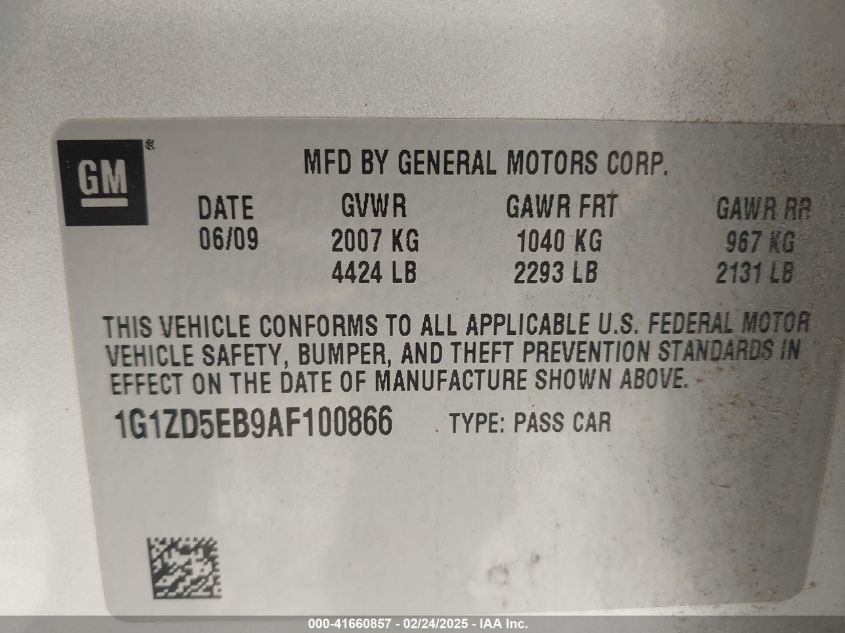 GM®
MFD BY GENERAL MOTORS CORP.
DATE GVWR GAWR FRT GAWR RR
06/09 2007 KG 1040 KG 967 KG
4424 LB 2293 LB 2131 LB
THIS VEHICLE CONFORMS TO ALL APPLICABLE U.S. FEDERAL MOTOR
VEHICLE SAFETY, BUMPER, AND THEFT PREVENTION STANDARDS IN
EFFECT ON THE DATE OF MANUFACTURE SHOWN ABOVE.
1G1ZD5EB9AF100866 TYPE: PASS CAR
000-41660857 - 02/24/2025 - IAA Inc.